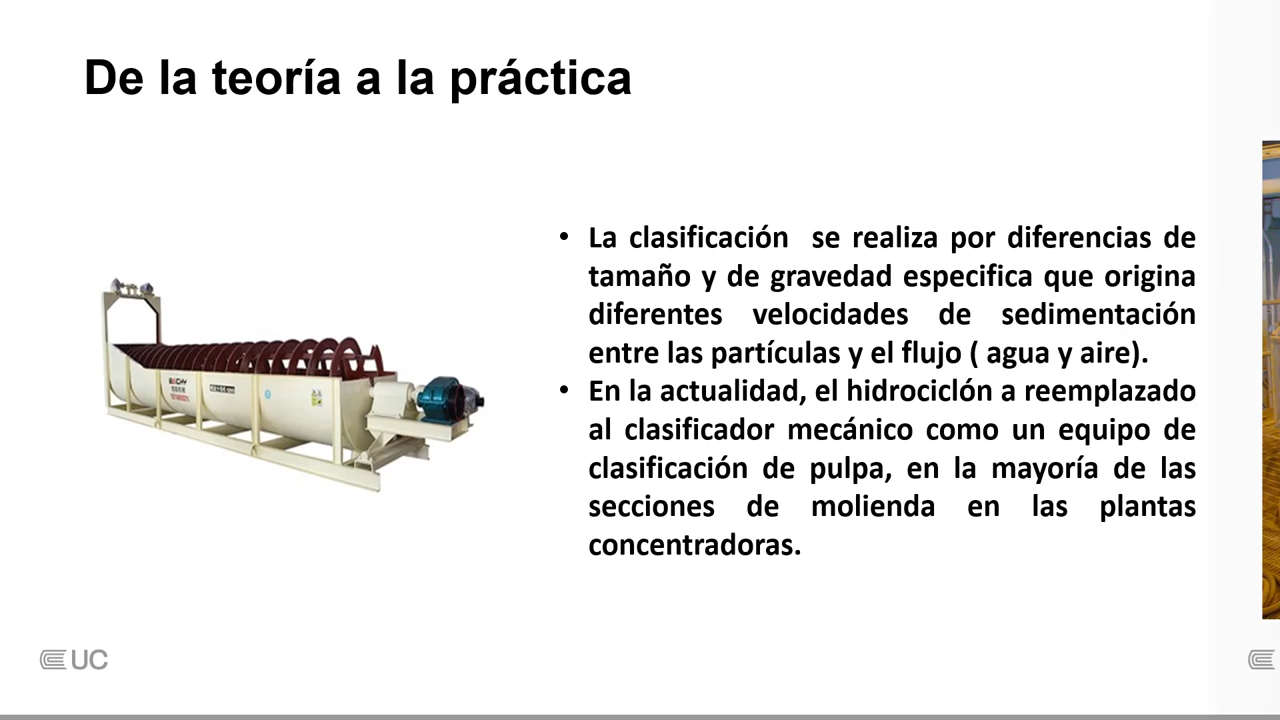 De la teoría a la práctica
• La clasificación se realiza por diferencias de
tamaño y de gravedad especifica que origina
diferentes velocidades de sedimentación
entre las partículas y el flujo ( agua y aire).
• En la actualidad, el hidrociclón a reemplazado
al clasificador mecánico como un equipo de
clasificación de pulpa, en la mayoría de las
secciones de molienda en las plantas
concentradoras.
UC